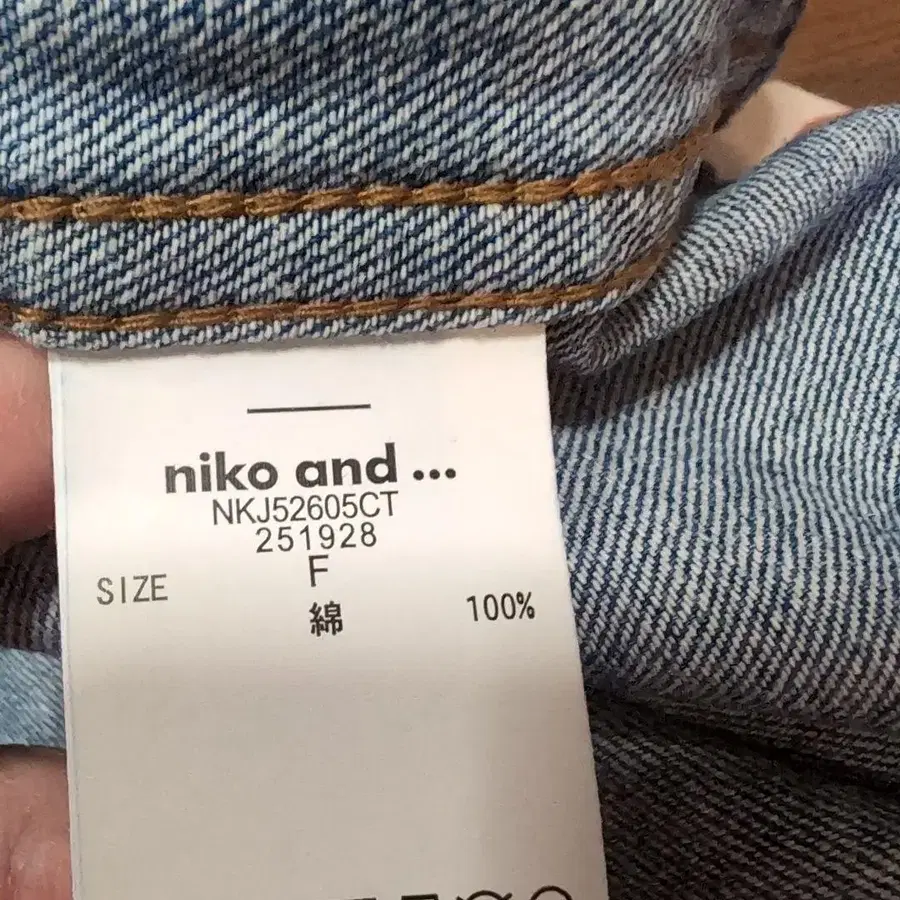 niko and ...
NKJ52605CT
251928
SIZE F
綿 100%